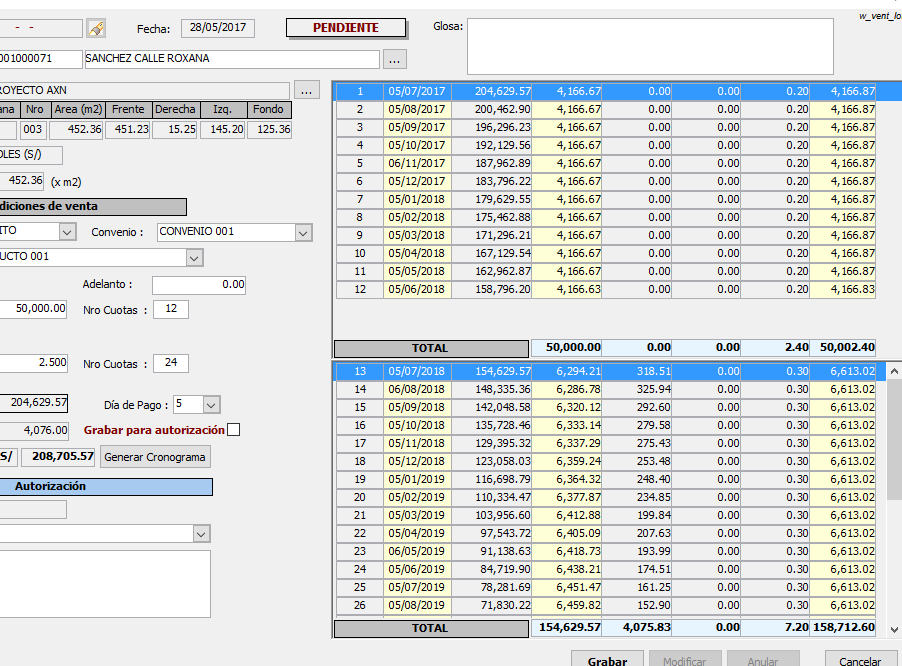 w_vent_lo
- - Fecha: 28/05/2017 PENDIENTE Glosa:
001000071 SANCHEZ CALLE ROXANA ...
ROYECTO AXN ...
ana Nro Area (m2) Frente Derecha Izq. Fondo
003 452.36 451.23 15.25 145.20 125.36
OLES (S/)
452.36 (x m2)
diciones de venta
ITO Convenio : CONVENIO 001
UCTO 001
Adelanto : 0.00
50,000.00 Nro Cuotas : 12
2.500 Nro Cuotas : 24
204,629.57 Día de Pago : 5
4,076.00 Grabar para autorización
S/ 208,705.57 Generar Cronograma
Autorización
1 05/07/2017 204,629.57 4,166.67 0.00 0.00 0.20 4,166.87
2 05/08/2017 200,462.90 4,166.67 0.00 0.00 0.20 4,166.87
3 05/09/2017 196,296.23 4,166.67 0.00 0.00 0.20 4,166.87
4 05/10/2017 192,129.56 4,166.67 0.00 0.00 0.20 4,166.87
5 06/11/2017 187,962.89 4,166.67 0.00 0.00 0.20 4,166.87
6 05/12/2017 183,796.22 4,166.67 0.00 0.00 0.20 4,166.87
7 05/01/2018 179,629.55 4,166.67 0.00 0.00 0.20 4,166.87
8 05/02/2018 175,462.88 4,166.67 0.00 0.00 0.20 4,166.87
9 05/03/2018 171,296.21 4,166.67 0.00 0.00 0.20 4,166.87
10 05/04/2018 167,129.54 4,166.67 0.00 0.00 0.20 4,166.87
11 05/05/2018 162,962.87 4,166.67 0.00 0.00 0.20 4,166.87
12 05/06/2018 158,796.20 4,166.63 0.00 0.00 0.20 4,166.83
TOTAL 50,000.00 0.00 0.00 2.40 50,002.40
13 05/07/2018 154,629.57 6,294.21 318.51 0.00 0.30 6,613.02
14 06/08/2018 148,335.36 6,286.78 325.94 0.00 0.30 6,613.02
15 05/09/2018 142,048.58 6,320.12 292.60 0.00 0.30 6,613.02
16 05/10/2018 135,728.46 6,333.14 279.58 0.00 0.30 6,613.02
17 05/11/2018 129,395.32 6,337.29 275.43 0.00 0.30 6,613.02
18 05/12/2018 123,058.03 6,359.24 253.48 0.00 0.30 6,613.02
19 05/01/2019 116,698.79 6,364.32 248.40 0.00 0.30 6,613.02
20 05/02/2019 110,334.47 6,377.87 234.85 0.00 0.30 6,613.02
21 05/03/2019 103,956.60 6,412.88 199.84 0.00 0.30 6,613.02
22 05/04/2019 97,543.72 6,405.09 207.63 0.00 0.30 6,613.02
23 06/05/2019 91,138.63 6,418.73 193.99 0.00 0.30 6,613.02
24 05/06/2019 84,719.90 6,438.21 174.51 0.00 0.30 6,613.02
25 05/07/2019 78,281.69 6,451.47 161.25 0.00 0.30 6,613.02
26 05/08/2019 71,830.22 6,459.82 152.90 0.00 0.30 6,613.02
TOTAL 154,629.57 4,075.83 0.00 7.20 158,712.60
Grabar Modificar Anular Cancelar